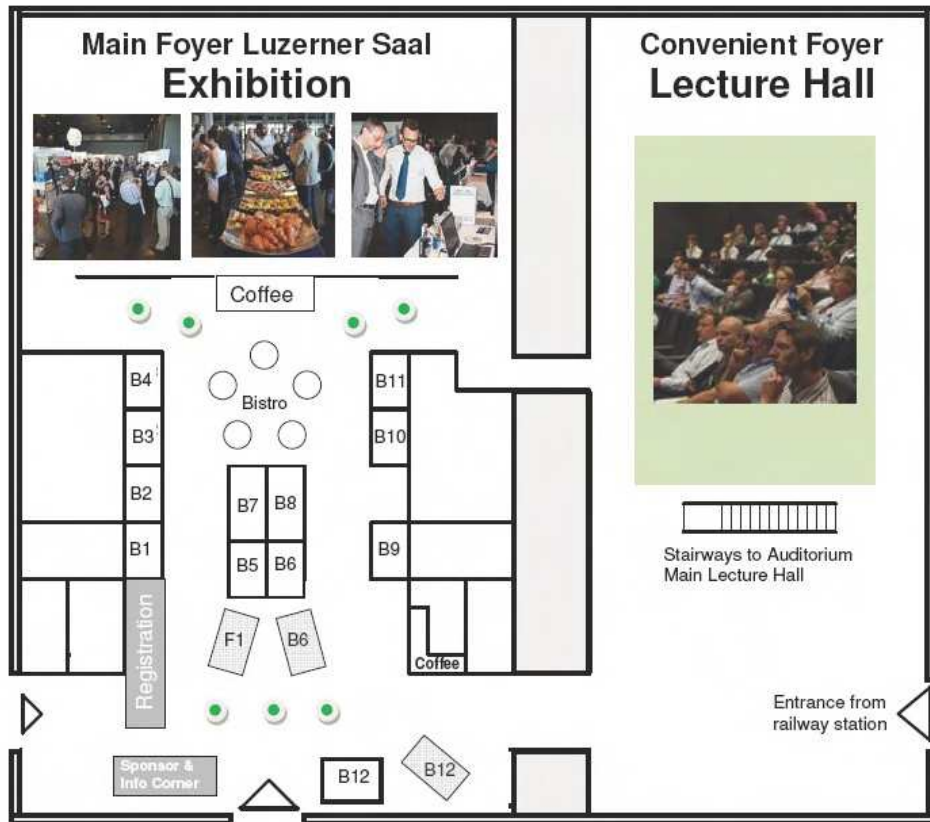 Main Foyer Luzerner Saal
Exhibition
Convenient Foyer
Lecture Hall
Coffee
B4
B11
Bistro
B3
B10
B2
B7
B8
B1
B9
B5
B6
Stairways to Auditorium
Main Lecture Hall
Registration
F1
B6
Coffee
Entrance from
railway station
Sponsor &
Info Corner
B12
B12